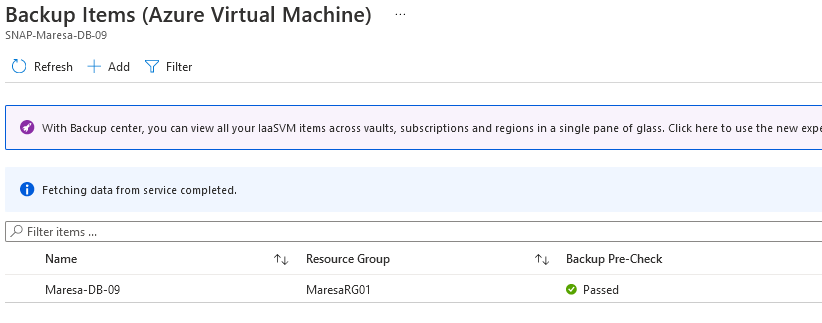 Backup Items (Azure Virtual Machine) ...
SNAP-Maresa-DB-09
Refresh Add Filter
With Backup center, you can view all your IaaSVM items across vaults, subscriptions and regions in a single pane of glass. Click here to use the new expe
Fetching data from service completed.
Filter items ...
Name Resource Group Backup Pre-Check
Maresa-DB-09 MaresaRG01 Passed